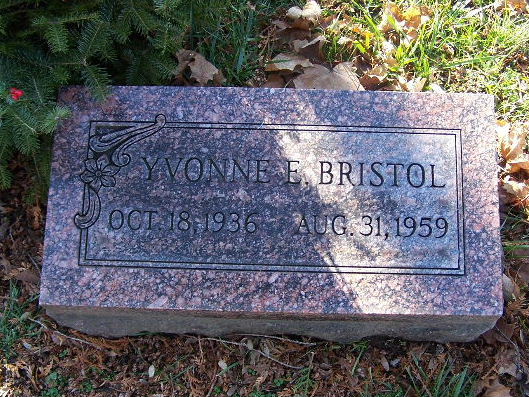 YVONNE E. BRISTOL
OCT. 18, 1936 AUG. 31, 1959